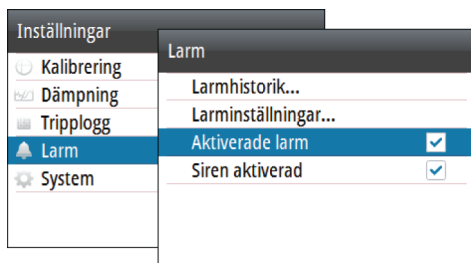 Inställningar
Kalibrering
Dämpning
Tripplogg
Larm
System
Larm
Larmhistorik...
Larminställningar...
Aktiverade larm
Siren aktiverad